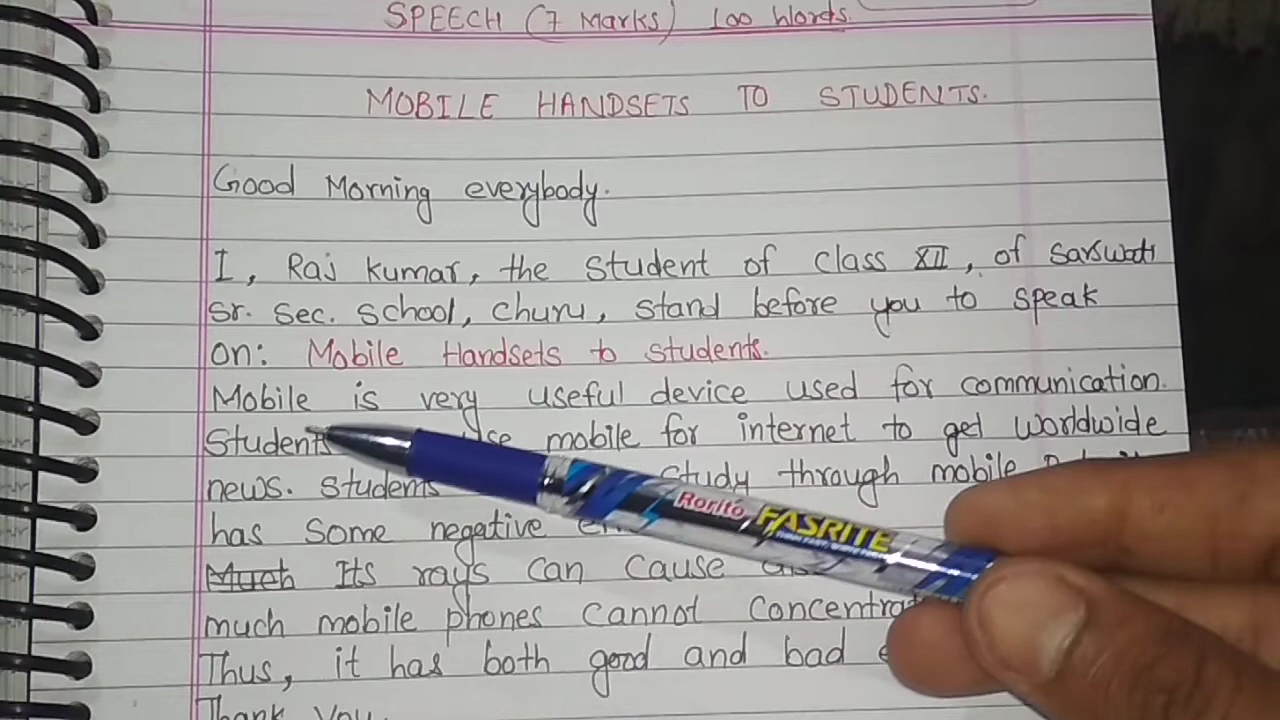 SPEECH (7 Marks) 100 Words.
MOBILE HANDSETS TO STUDENTS.
Good Morning everybody.
I, Raj Kumar, the student of class XII, of Sarswati
Sr. Sec. School, Churu, stand before you to speak
on: Mobile Handsets to students.
Mobile is very useful device used for communication.
Students use mobile for internet to get worldwide
news. Students study through mobile
has some negative
Much Its rays can cause
much mobile phones cannot
Thus, it has both good and bad
Thank You.
Rorito FASRITE